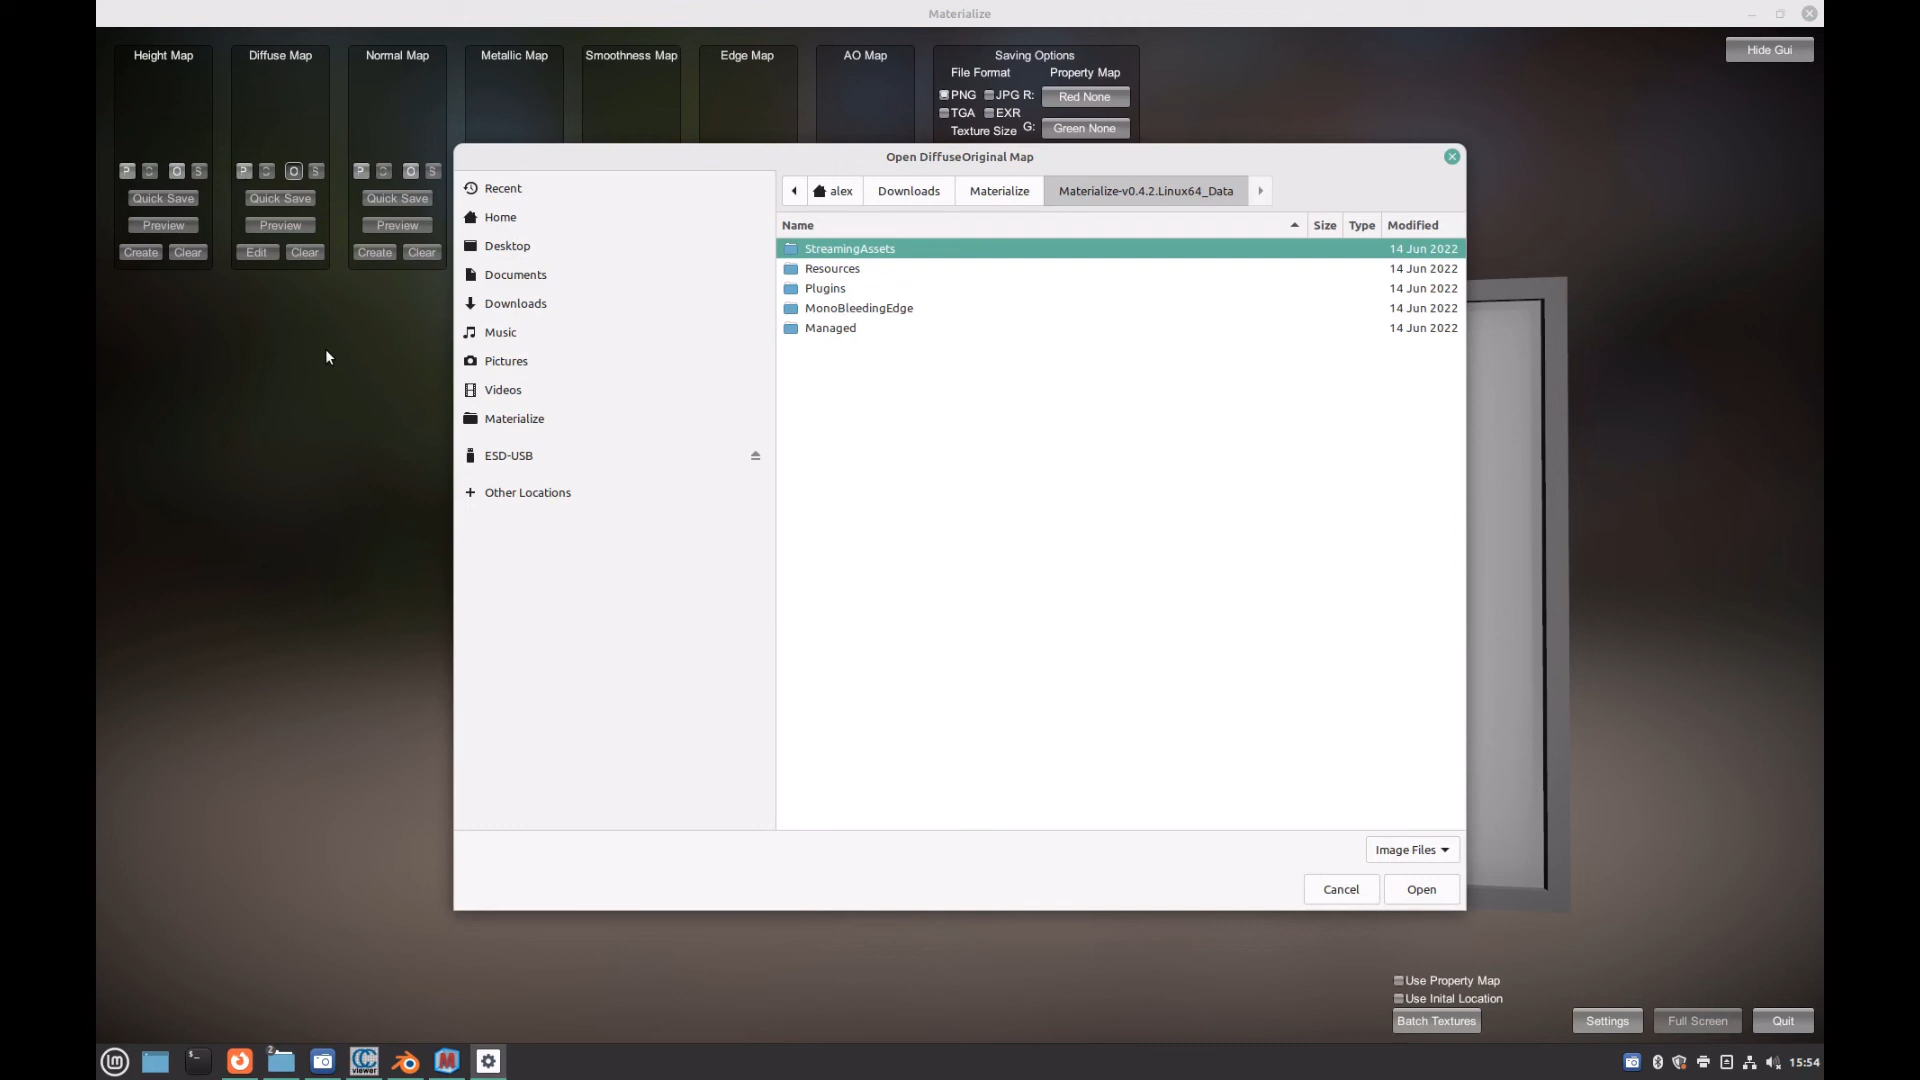 Materialize
Hide Gui
Height Map
Diffuse Map
Normal Map
Metallic Map
Smoothness Map
Edge Map
AO Map
Saving Options
File Format
Property Map
PNG
JPG
R:
Red None
TGA
EXR
Texture Size
G:
Green None
P
O
S
P
O
S
P
O
S
Quick Save
Quick Save
Quick Save
Preview
Preview
Preview
Create
Clear
Edit
Clear
Create
Clear
Open DiffuseOriginal Map
alex
Downloads
Materialize
Materialize-v0.4.2.Linux64_Data
Recent
Home
Desktop
Documents
Downloads
Music
Pictures
Videos
Materialize
ESD-USB
Other Locations
Name
Size
Type
Modified
StreamingAssets
14 Jun 2022
Resources
14 Jun 2022
Plugins
14 Jun 2022
MonoBleedingEdge
14 Jun 2022
Managed
14 Jun 2022
Image Files
Cancel
Open
Use Property Map
Use Inital Location
Batch Textures
Settings
Full Screen
Quit
$_
2
CCC
viewer
M
15:54